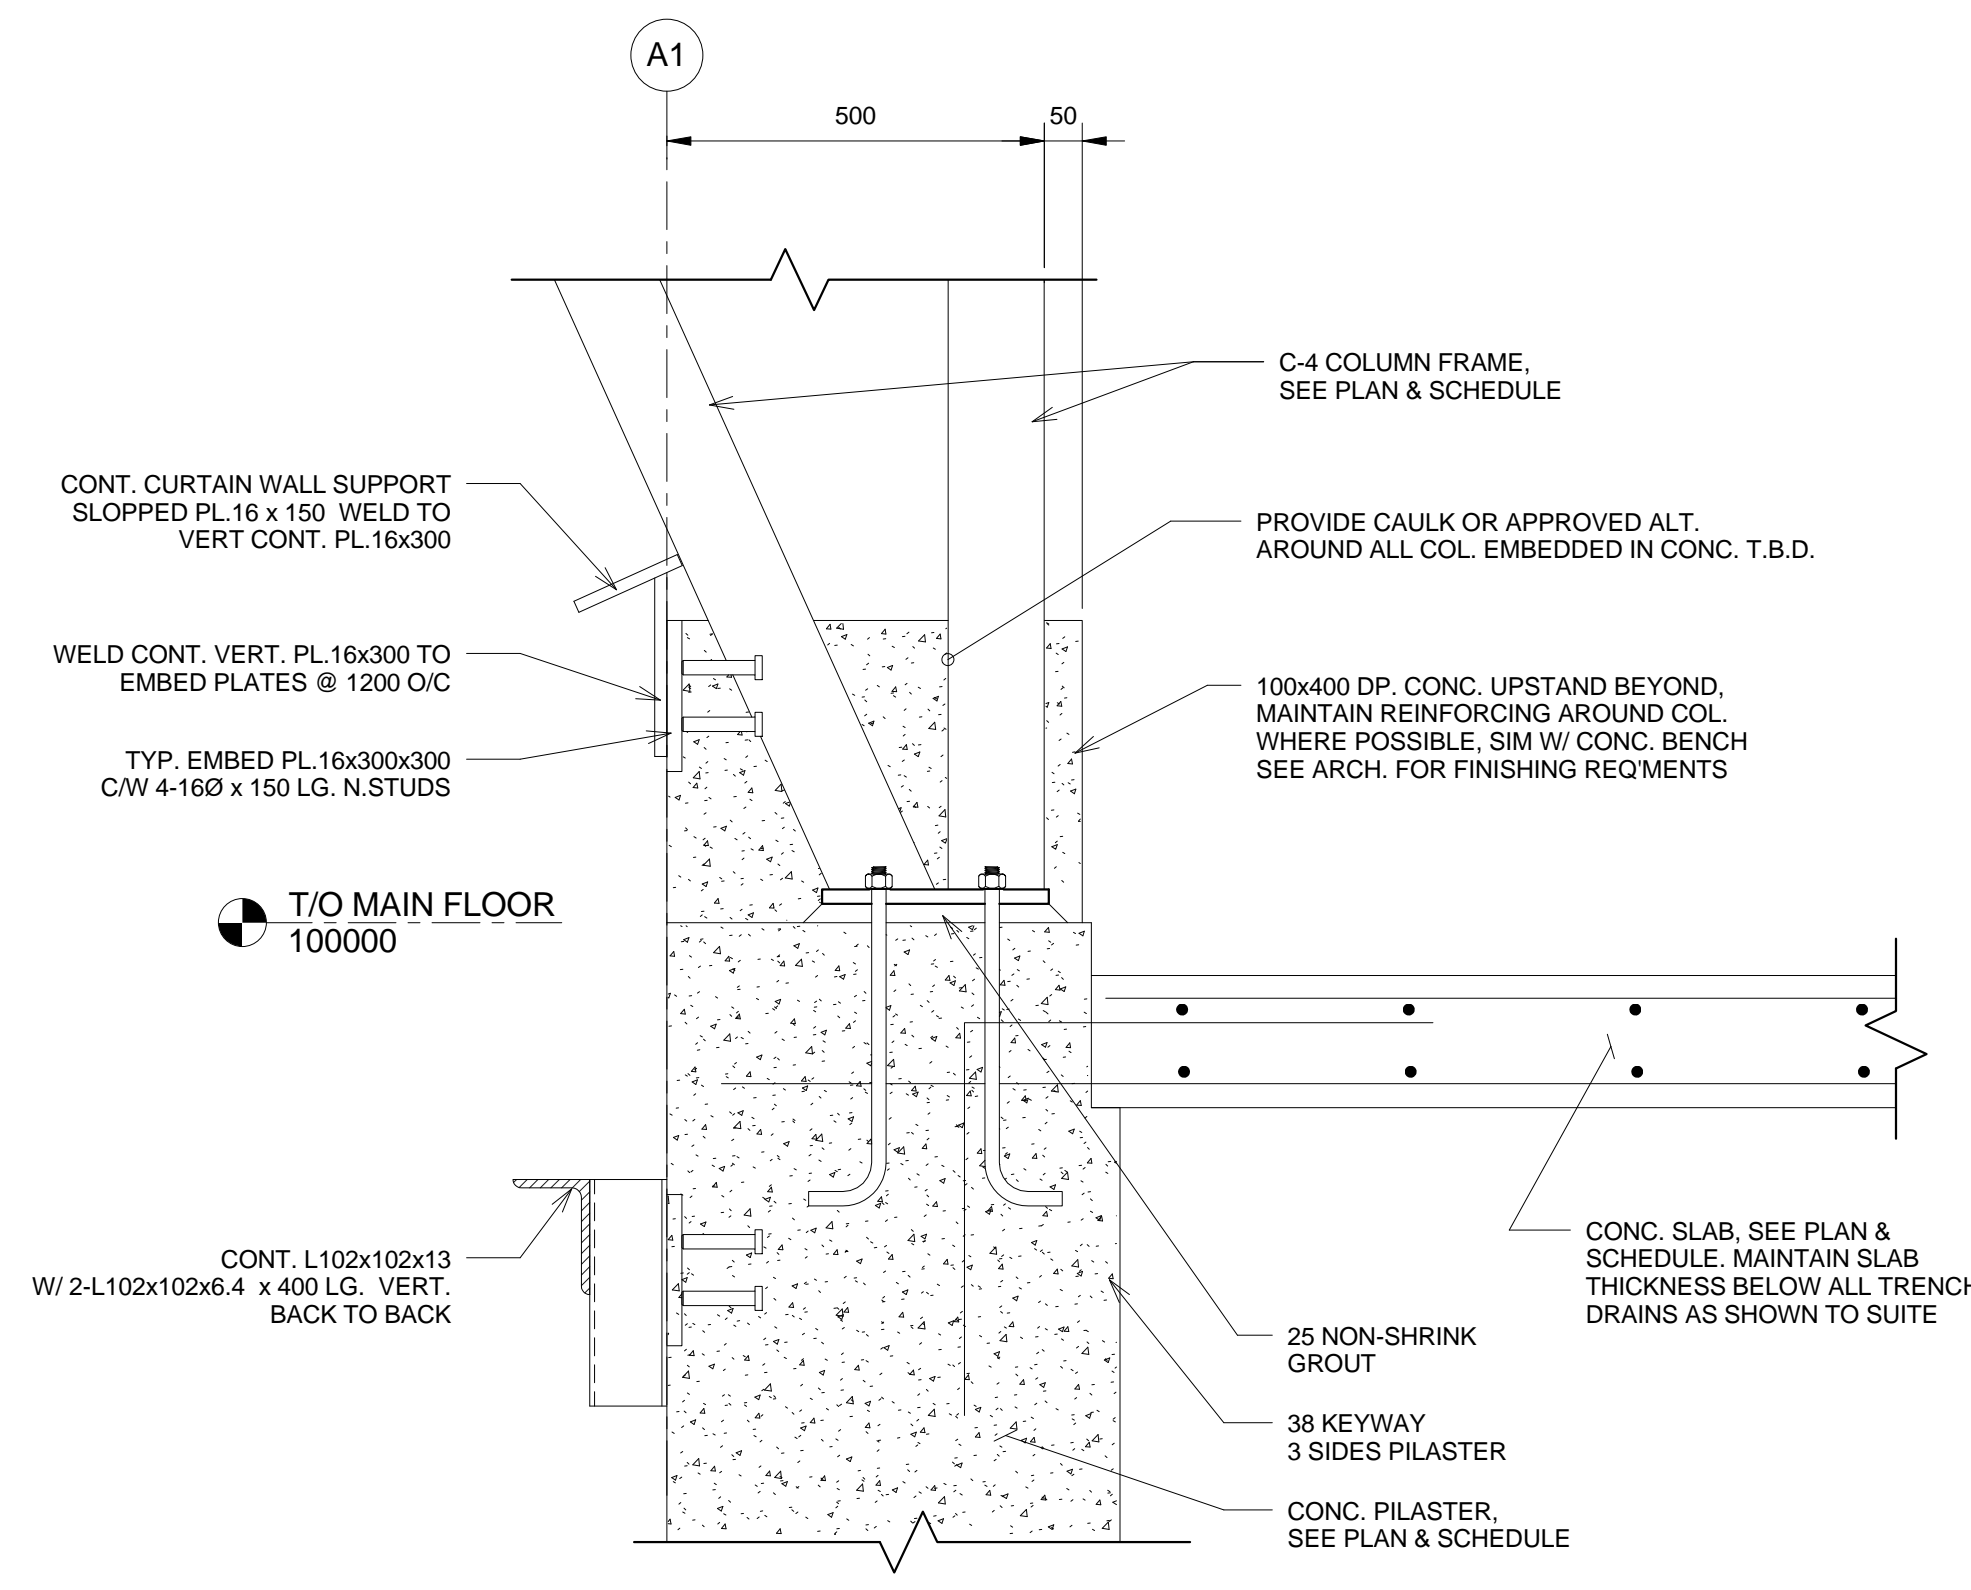 A1
500
50
C-4 COLUMN FRAME,
SEE PLAN & SCHEDULE
CONT. CURTAIN WALL SUPPORT
SLOPPED PL.16 x 150 WELD TO
VERT CONT. PL.16x300
PROVIDE CAULK OR APPROVED ALT.
AROUND ALL COL. EMBEDDED IN CONC. T.B.D.
WELD CONT. VERT. PL.16x300 TO
EMBED PLATES @ 1200 O/C
100x400 DP. CONC. UPSTAND BEYOND,
MAINTAIN REINFORCING AROUND COL.
WHERE POSSIBLE, SIM W/ CONC. BENCH
SEE ARCH. FOR FINISHING REQ'MENTS
TYP. EMBED PL.16x300x300
C/W 4-16Ø x 150 LG. N.STUDS
T/O MAIN FLOOR
100000
CONT. L102x102x13
W/ 2-L102x102x6.4 x 400 LG. VERT.
BACK TO BACK
CONC. SLAB, SEE PLAN &
SCHEDULE. MAINTAIN SLAB
THICKNESS BELOW ALL TRENCH
DRAINS AS SHOWN TO SUITE
25 NON-SHRINK
GROUT
38 KEYWAY
3 SIDES PILASTER
CONC. PILASTER,
SEE PLAN & SCHEDULE